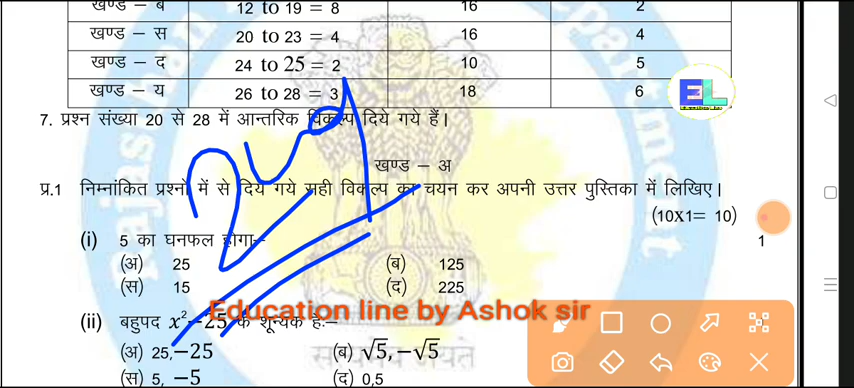 खण्ड – ब 12 to 19 = 8 16 2
खण्ड – स 20 to 23 = 4 16 4
खण्ड – द 24 to 25 = 2 10 5
खण्ड – य 26 to 28 = 3 18 6
7. प्रश्न संख्या 20 से 28 में आन्तरिक विकल्प दिये गये हैं।
खण्ड – अ
प्र.1 निम्नांकित प्रश्नों में से दिये गये सही विकल्प का चयन कर अपनी उत्तर पुस्तिका में लिखिए।
(10x1= 10)
(i) 5 का घनफल होगा:- 1
(अ) 25 (ब) 125
(स) 15 (द) 225
Education line by Ashok sir
(ii) बहुपद x²–25 के शून्यक है:–
(अ) 25,–25 (ब) √5,–√5
(स) 5, –5 (द) 0,5